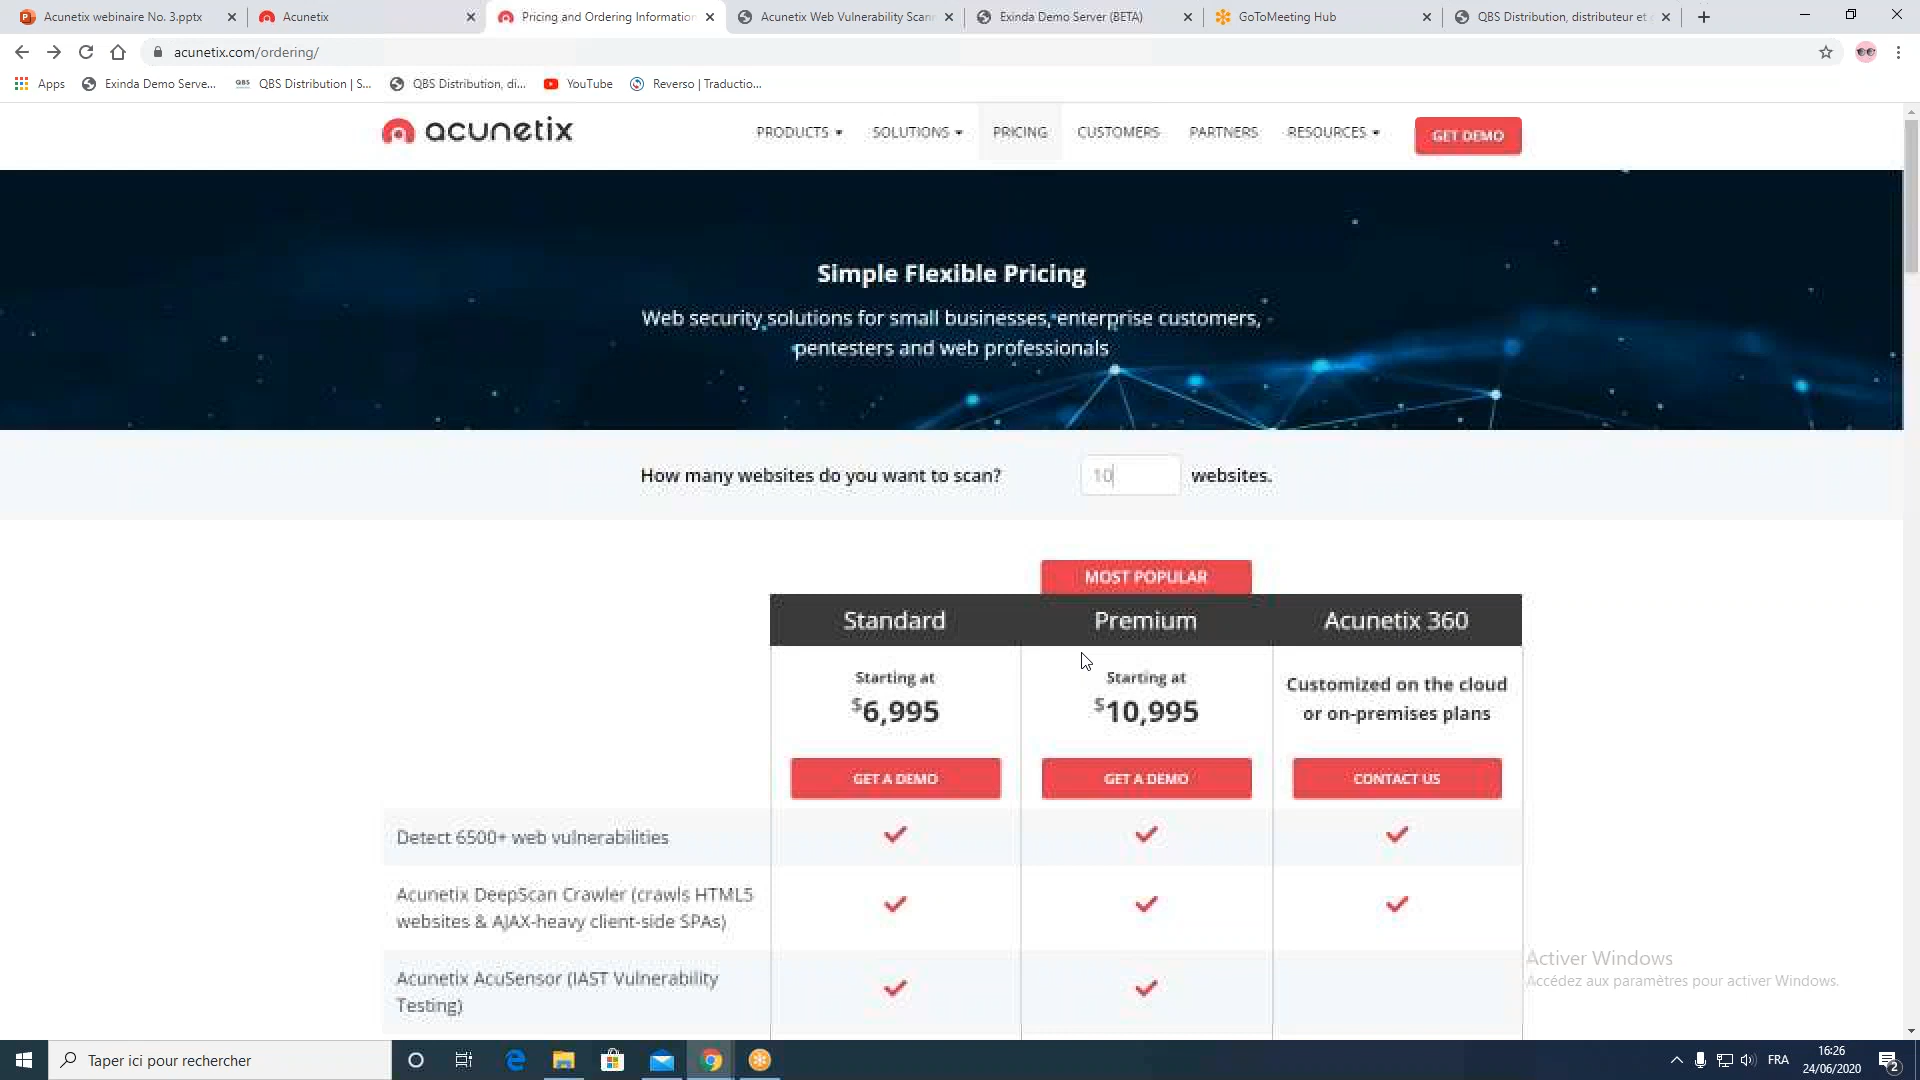 Acunetix webinaire No. 3.pptx
Acunetix
Pricing and Ordering Information
Acunetix Web Vulnerability Scann
Exinda Demo Server (BETA)
GoToMeeting Hub
QBS Distribution, distributeur et
acunetix.com/ordering/
Apps
Exinda Demo Serve...
QBS Distribution | S...
QBS Distribution, di...
YouTube
Reverso | Traductio...
acunetix
PRODUCTS
SOLUTIONS
PRICING
CUSTOMERS
PARTNERS
RESOURCES
GET DEMO
Simple Flexible Pricing
Web security solutions for small businesses, enterprise customers,
pentesters and web professionals
How many websites do you want to scan? 10 websites.
MOST POPULAR
Standard
Premium
Acunetix 360
Starting at
$6,995
Starting at
$10,995
Customized on the cloud
or on-premises plans
GET A DEMO
GET A DEMO
CONTACT US
Detect 6500+ web vulnerabilities
Acunetix DeepScan Crawler (crawls HTML5
websites & AJAX-heavy client-side SPAs)
Acunetix AcuSensor (IAST Vulnerability
Testing)
Activer Windows
Accédez aux paramètres pour activer Windows.
Taper ici pour rechercher
FRA
16:26
24/06/2020
2